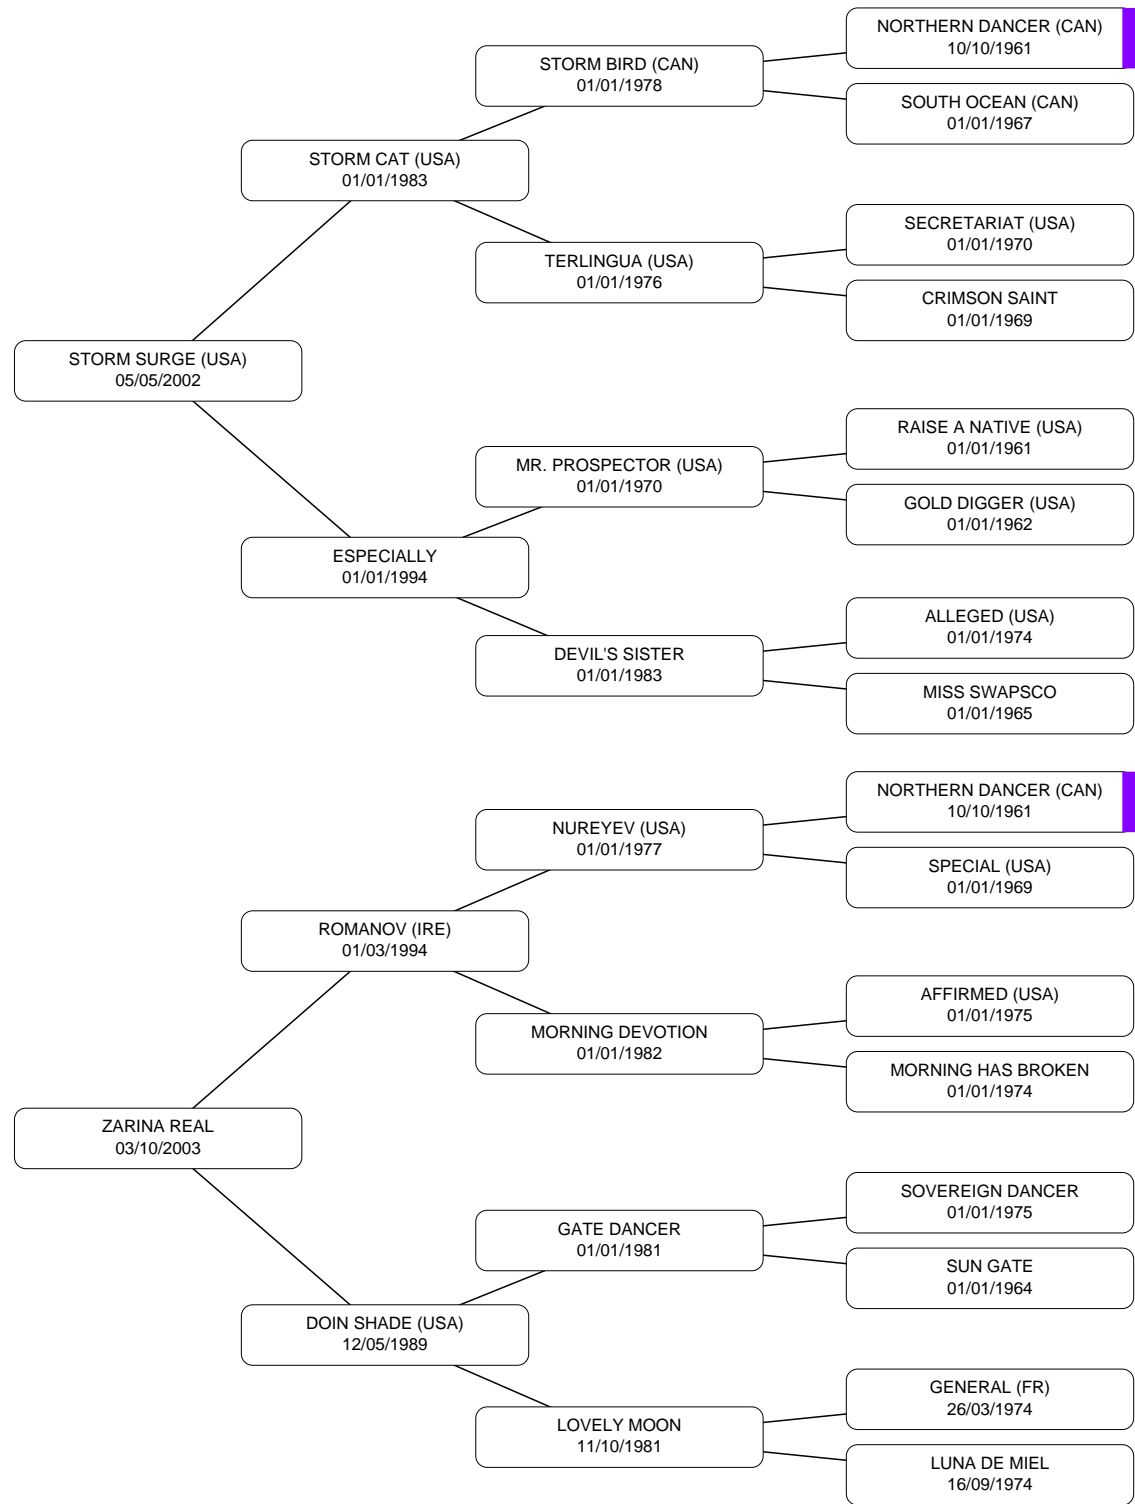 NORTHERN DANCER (CAN)
10/10/1961
STORM BIRD (CAN)
01/01/1978
SOUTH OCEAN (CAN)
01/01/1967
STORM CAT (USA)
01/01/1983
SECRETARIAT (USA)
01/01/1970
TERLINGUA (USA)
01/01/1976
CRIMSON SAINT
01/01/1969
STORM SURGE (USA)
05/05/2002
RAISE A NATIVE (USA)
01/01/1961
MR. PROSPECTOR (USA)
01/01/1970
GOLD DIGGER (USA)
01/01/1962
ESPECIALLY
01/01/1994
ALLEGED (USA)
01/01/1974
DEVIL'S SISTER
01/01/1983
MISS SWAPSCO
01/01/1965
NORTHERN DANCER (CAN)
10/10/1961
NUREYEV (USA)
01/01/1977
SPECIAL (USA)
01/01/1969
ROMANOV (IRE)
01/03/1994
AFFIRMED (USA)
01/01/1975
MORNING DEVOTION
01/01/1982
MORNING HAS BROKEN
01/01/1974
ZARINA REAL
03/10/2003
SOVEREIGN DANCER
01/01/1975
GATE DANCER
01/01/1981
SUN GATE
01/01/1964
DOIN SHADE (USA)
12/05/1989
GENERAL (FR)
26/03/1974
LOVELY MOON
11/10/1981
LUNA DE MIEL
16/09/1974